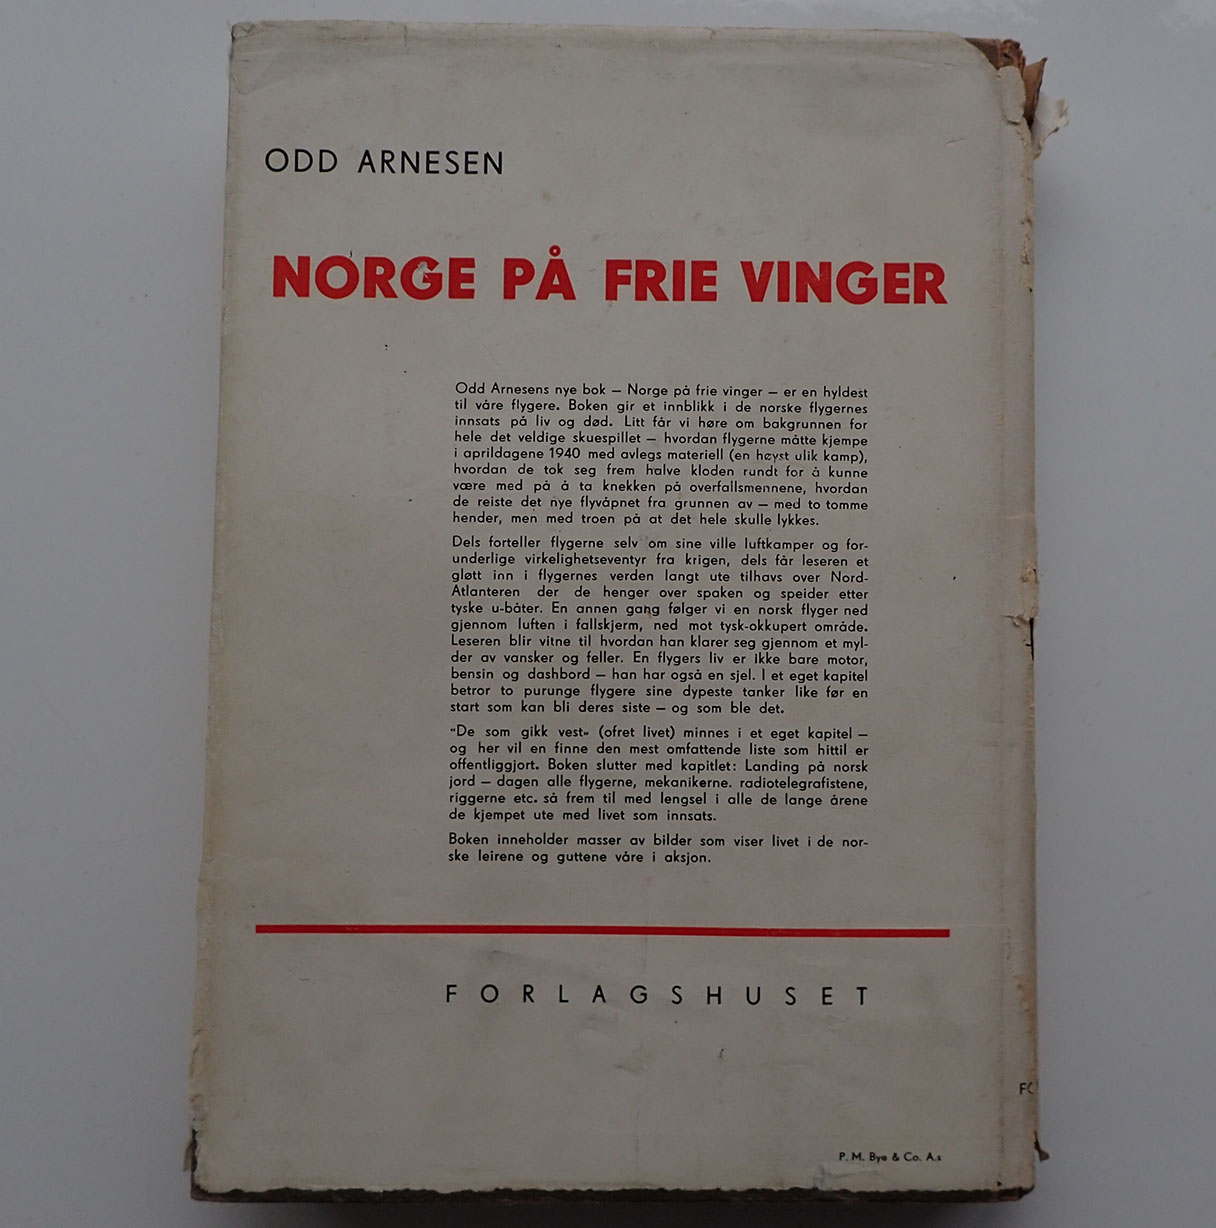 ODD ARNESEN
NORGE PÅ FRIE VINGER
Odd Arnesens nye bok — Norge på frie vinger — er en hyldest
til våre flygere. Boken gir et innblikk i de norske flygernes
innsats på liv og død. Litt får vi høre om bakgrunnen for
hele det veldige skuespillet — hvordan flygerne måtte kjempe
i aprildagene 1940 med avlegs materiell (en høyst ulik kamp),
hvordan de tok seg frem halve kloden rundt for å kunne
være med på å ta knekken på overfallsmennene, hvordan
de reiste det nye flyvåpnet fra grunnen av — med to tomme
hender, men med troen på at det hele skulle lykkes.
Dels forteller flygerne selv om sine ville luftkamper og for-
underlige virkelighetseventyr fra krigen, dels får leseren et
gløtt inn i flygernes verden langt ute tilhavs over Nord-
Atlanteren der de henger over spaken og speider etter
tyske u-båter. En annen gang følger vi en norsk flyger ned
gjennom luften i fallskjerm, ned mot tysk-okkupert område.
Leseren blir vitne til hvordan han klarer seg gjennom et myl-
der av vansker og feller. En flygers liv er ikke bare motor,
bensin og dashbord — han har også en sjel. I et eget kapitel
betror to purunge flygere sine dypeste tanker like før en
start som kan bli deres siste — og som ble det.
"De som gikk vest» (ofret livet) minnes i et eget kapitel —
og her vil en finne den mest omfattende liste som hittil er
offentliggjort. Boken slutter med kapitlet: Landing på norsk
jord — dagen alle flygerne, mekanikerne. radiotelegrafistene,
riggerne etc. så frem til med lengsel i alle de lange årene
de kjempet ute med livet som innsats.
Boken inneholder masser av bilder som viser livet i de nor-
ske leirene og guttene våre i aksjon.
FORLAGSHUSET
P. M. Bye & Co. A.s